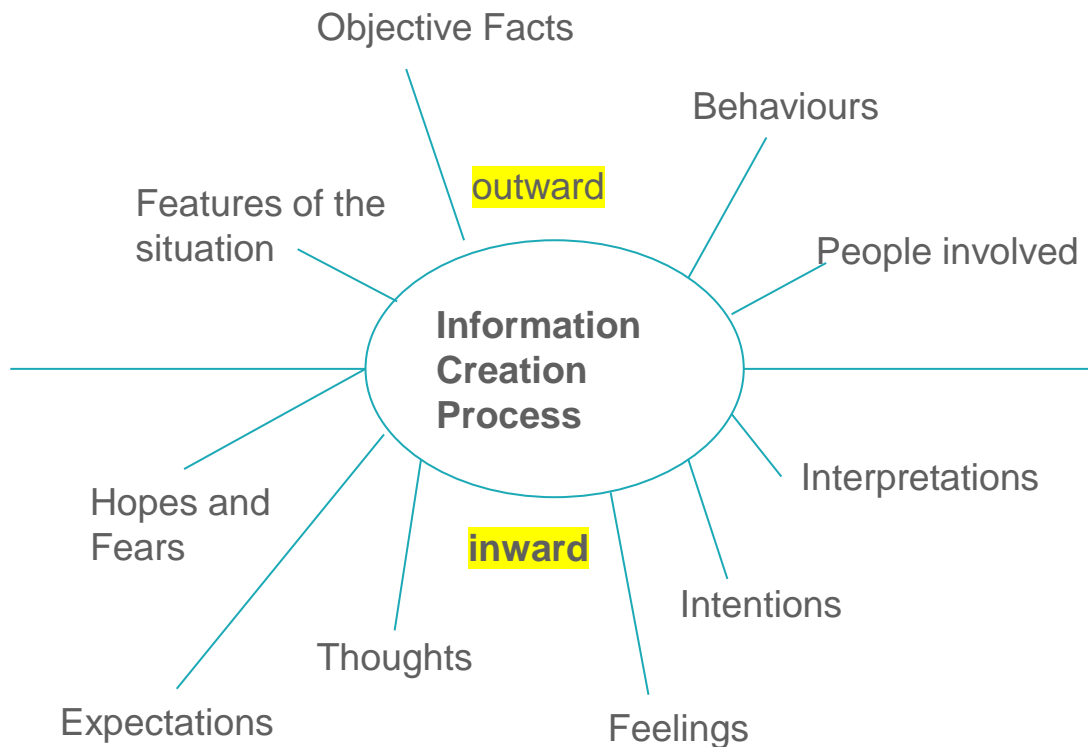 Objective Facts
Behaviours
outward
Features of the
situation
People involved
Information
Creation
Process
Interpretations
Hopes and
Fears
inward
Intentions
Thoughts
Expectations
Feelings